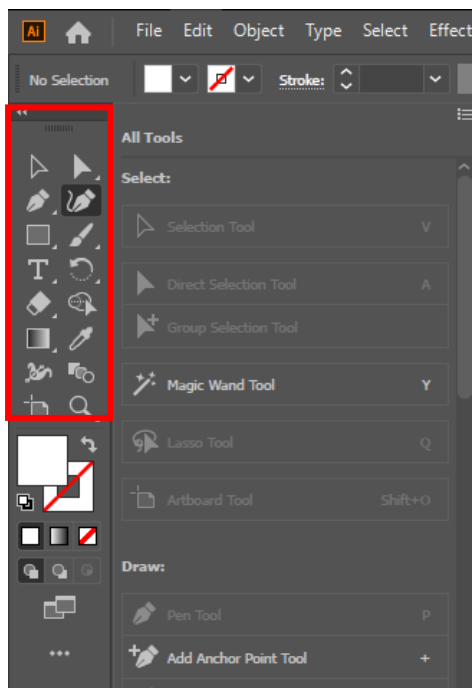 Ai File Edit Object Type Select Effect
No Selection Stroke:
All Tools
Select:
Selection Tool V
Direct Selection Tool A
Group Selection Tool
Magic Wand Tool Y
Lasso Tool Q
Artboard Tool Shift+O
Draw:
Pen Tool P
Add Anchor Point Tool +